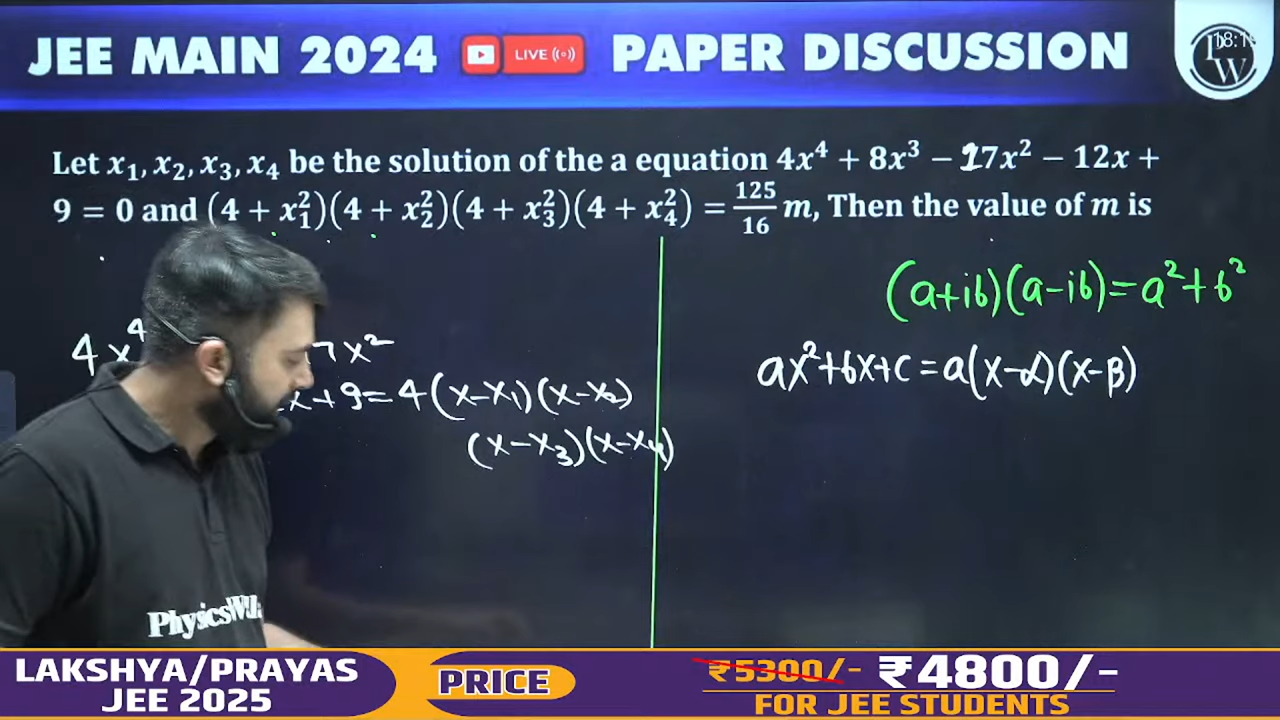 JEE MAIN 2024 LIVE PAPER DISCUSSION
18:1
W
Let x₁, x₂, x₃, x₄ be the solution of the a equation 4x⁴ + 8x³ − 17x² − 12x +
9 = 0 and (4 + x₁²)(4 + x₂²)(4 + x₃²)(4 + x₄²) = 125/16 m, Then the value of m is
(a+ib)(a-ib)=a²+b²
4x⁴ 7x²
x+9=4(x-x₁)(x-x₂)
(x-x₃)(x-x₄)
ax²+bx+c=a(x-α)(x-β)
PhysicsW
LAKSHYA/PRAYAS
JEE 2025
PRICE
₹5300/- ₹4800/-
FOR JEE STUDENTS